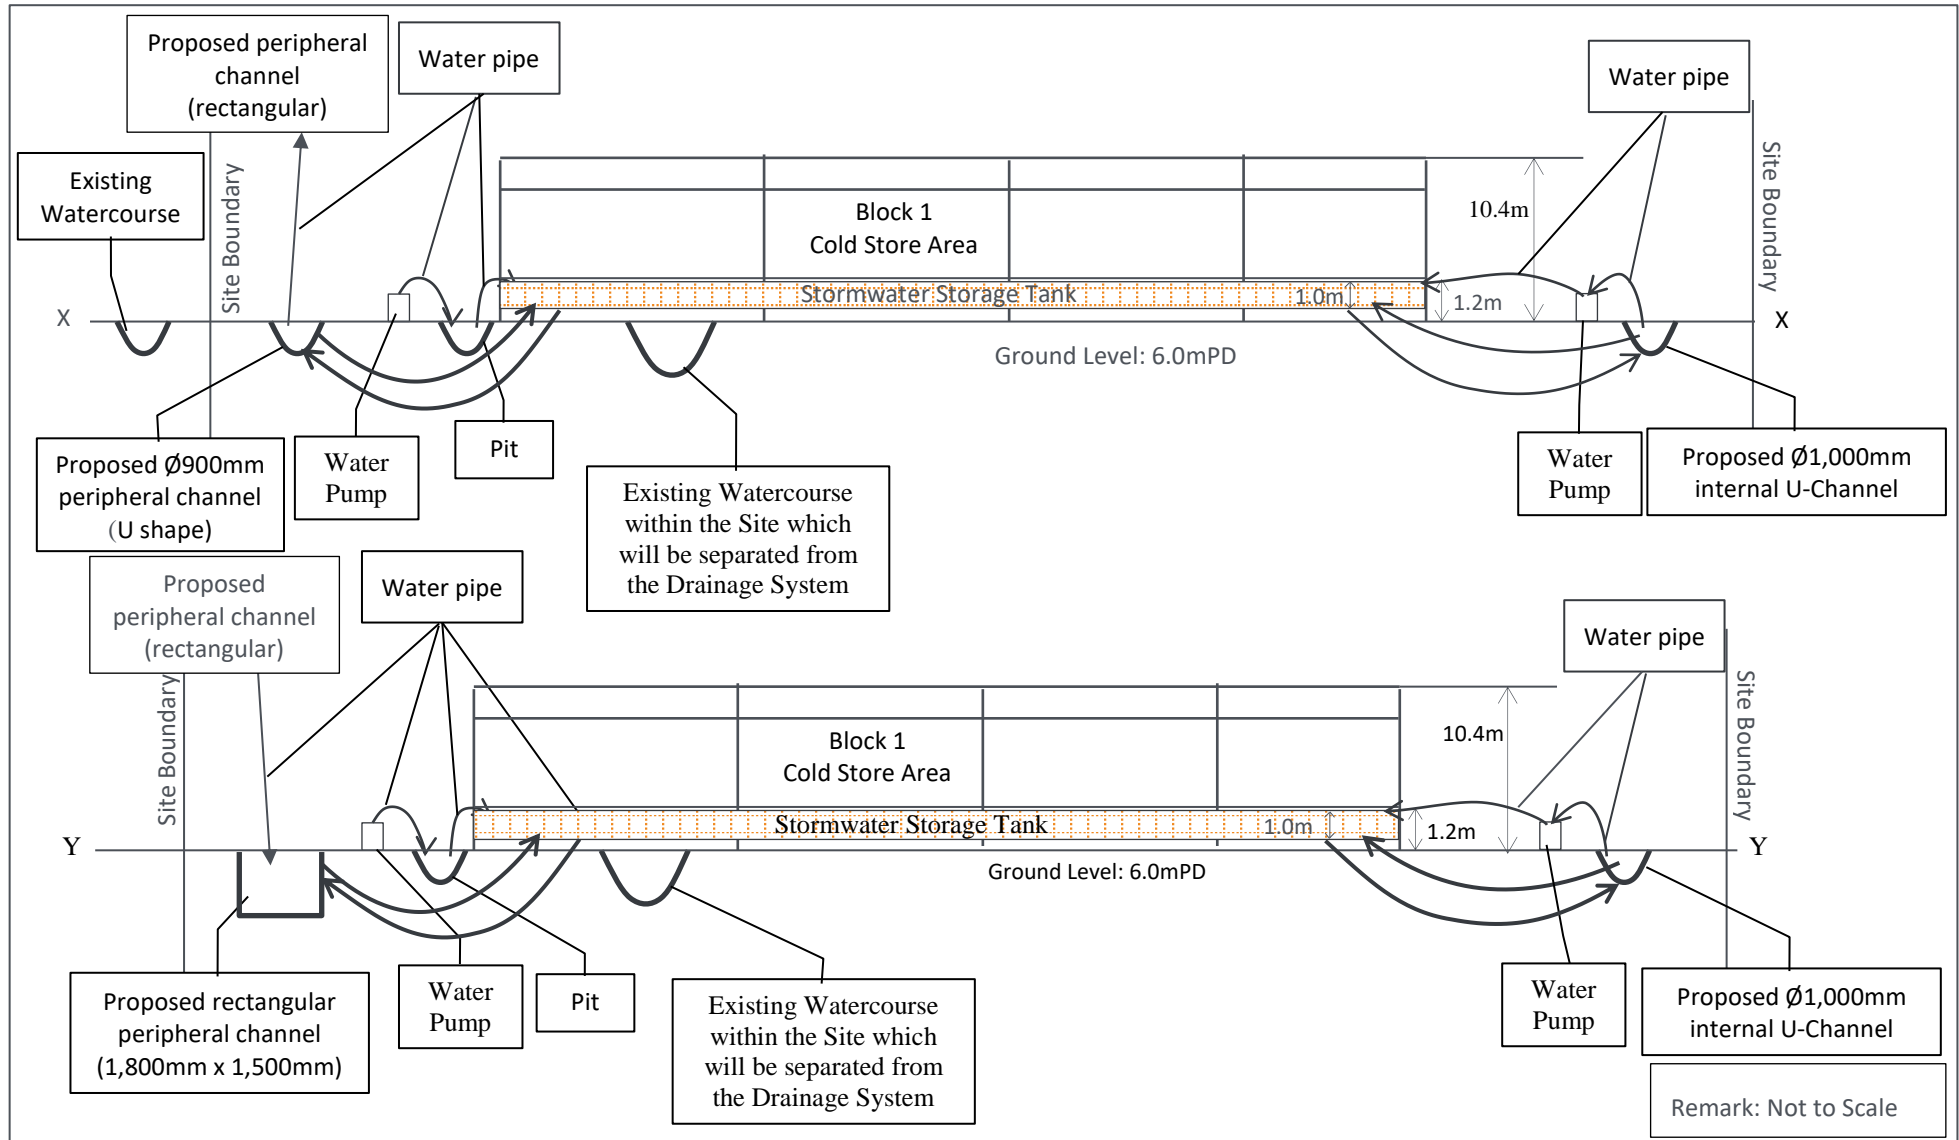 Proposed peripheral
channel
(rectangular)
Water pipe
Water pipe
Existing
Watercourse
Site Boundary
Site Boundary
Block 1
Cold Store Area
10.4m
Stormwater Storage Tank
1.0m
1.2m
X
X
Ground Level: 6.0mPD
Proposed Ø900mm
peripheral channel
(U shape)
Water
Pump
Pit
Existing Watercourse
within the Site which
will be separated from
the Drainage System
Water
Pump
Proposed Ø1,000mm
internal U-Channel
Proposed
peripheral channel
(rectangular)
Water pipe
Water pipe
Site Boundary
Site Boundary
Block 1
Cold Store Area
10.4m
Stormwater Storage Tank
1.0m
1.2m
Y
Y
Ground Level: 6.0mPD
Proposed rectangular
peripheral channel
(1,800mm x 1,500mm)
Water
Pump
Pit
Existing Watercourse
within the Site which
will be separated from
the Drainage System
Water
Pump
Proposed Ø1,000mm
internal U-Channel
Remark: Not to Scale